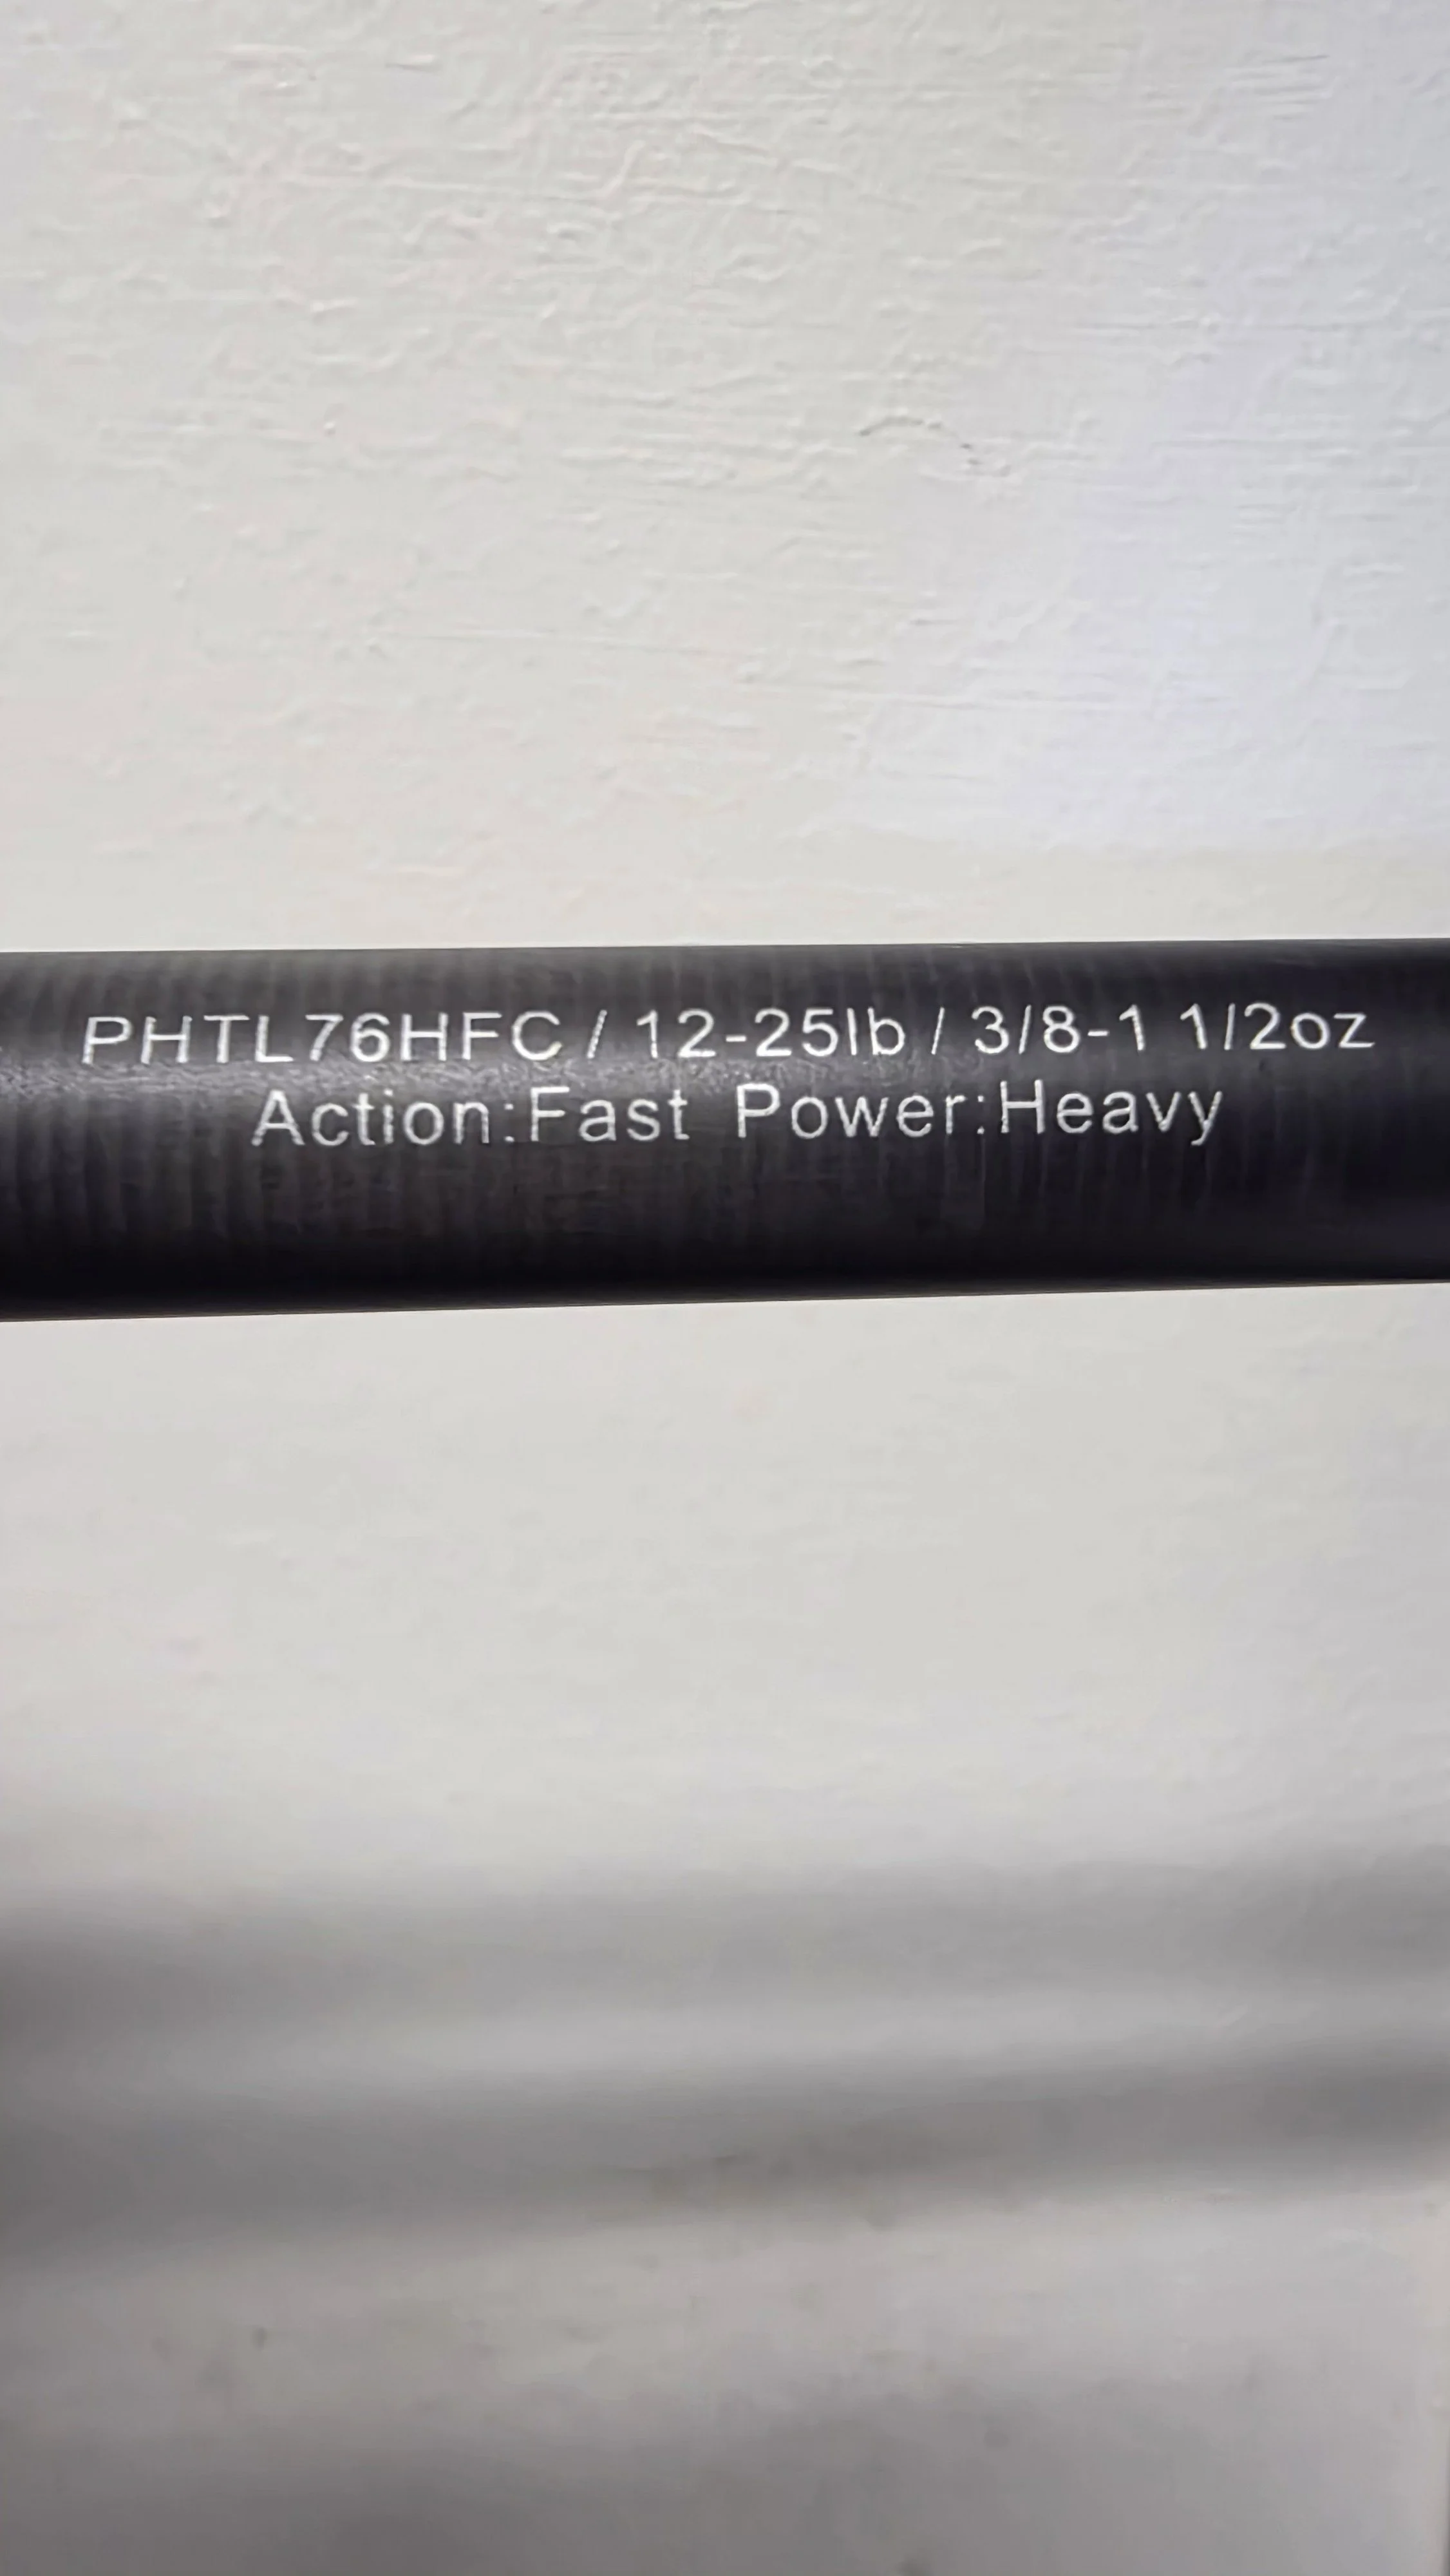 PHTL76HFC / 12-25lb / 3/8-1 1/2oz
Action:Fast Power:Heavy